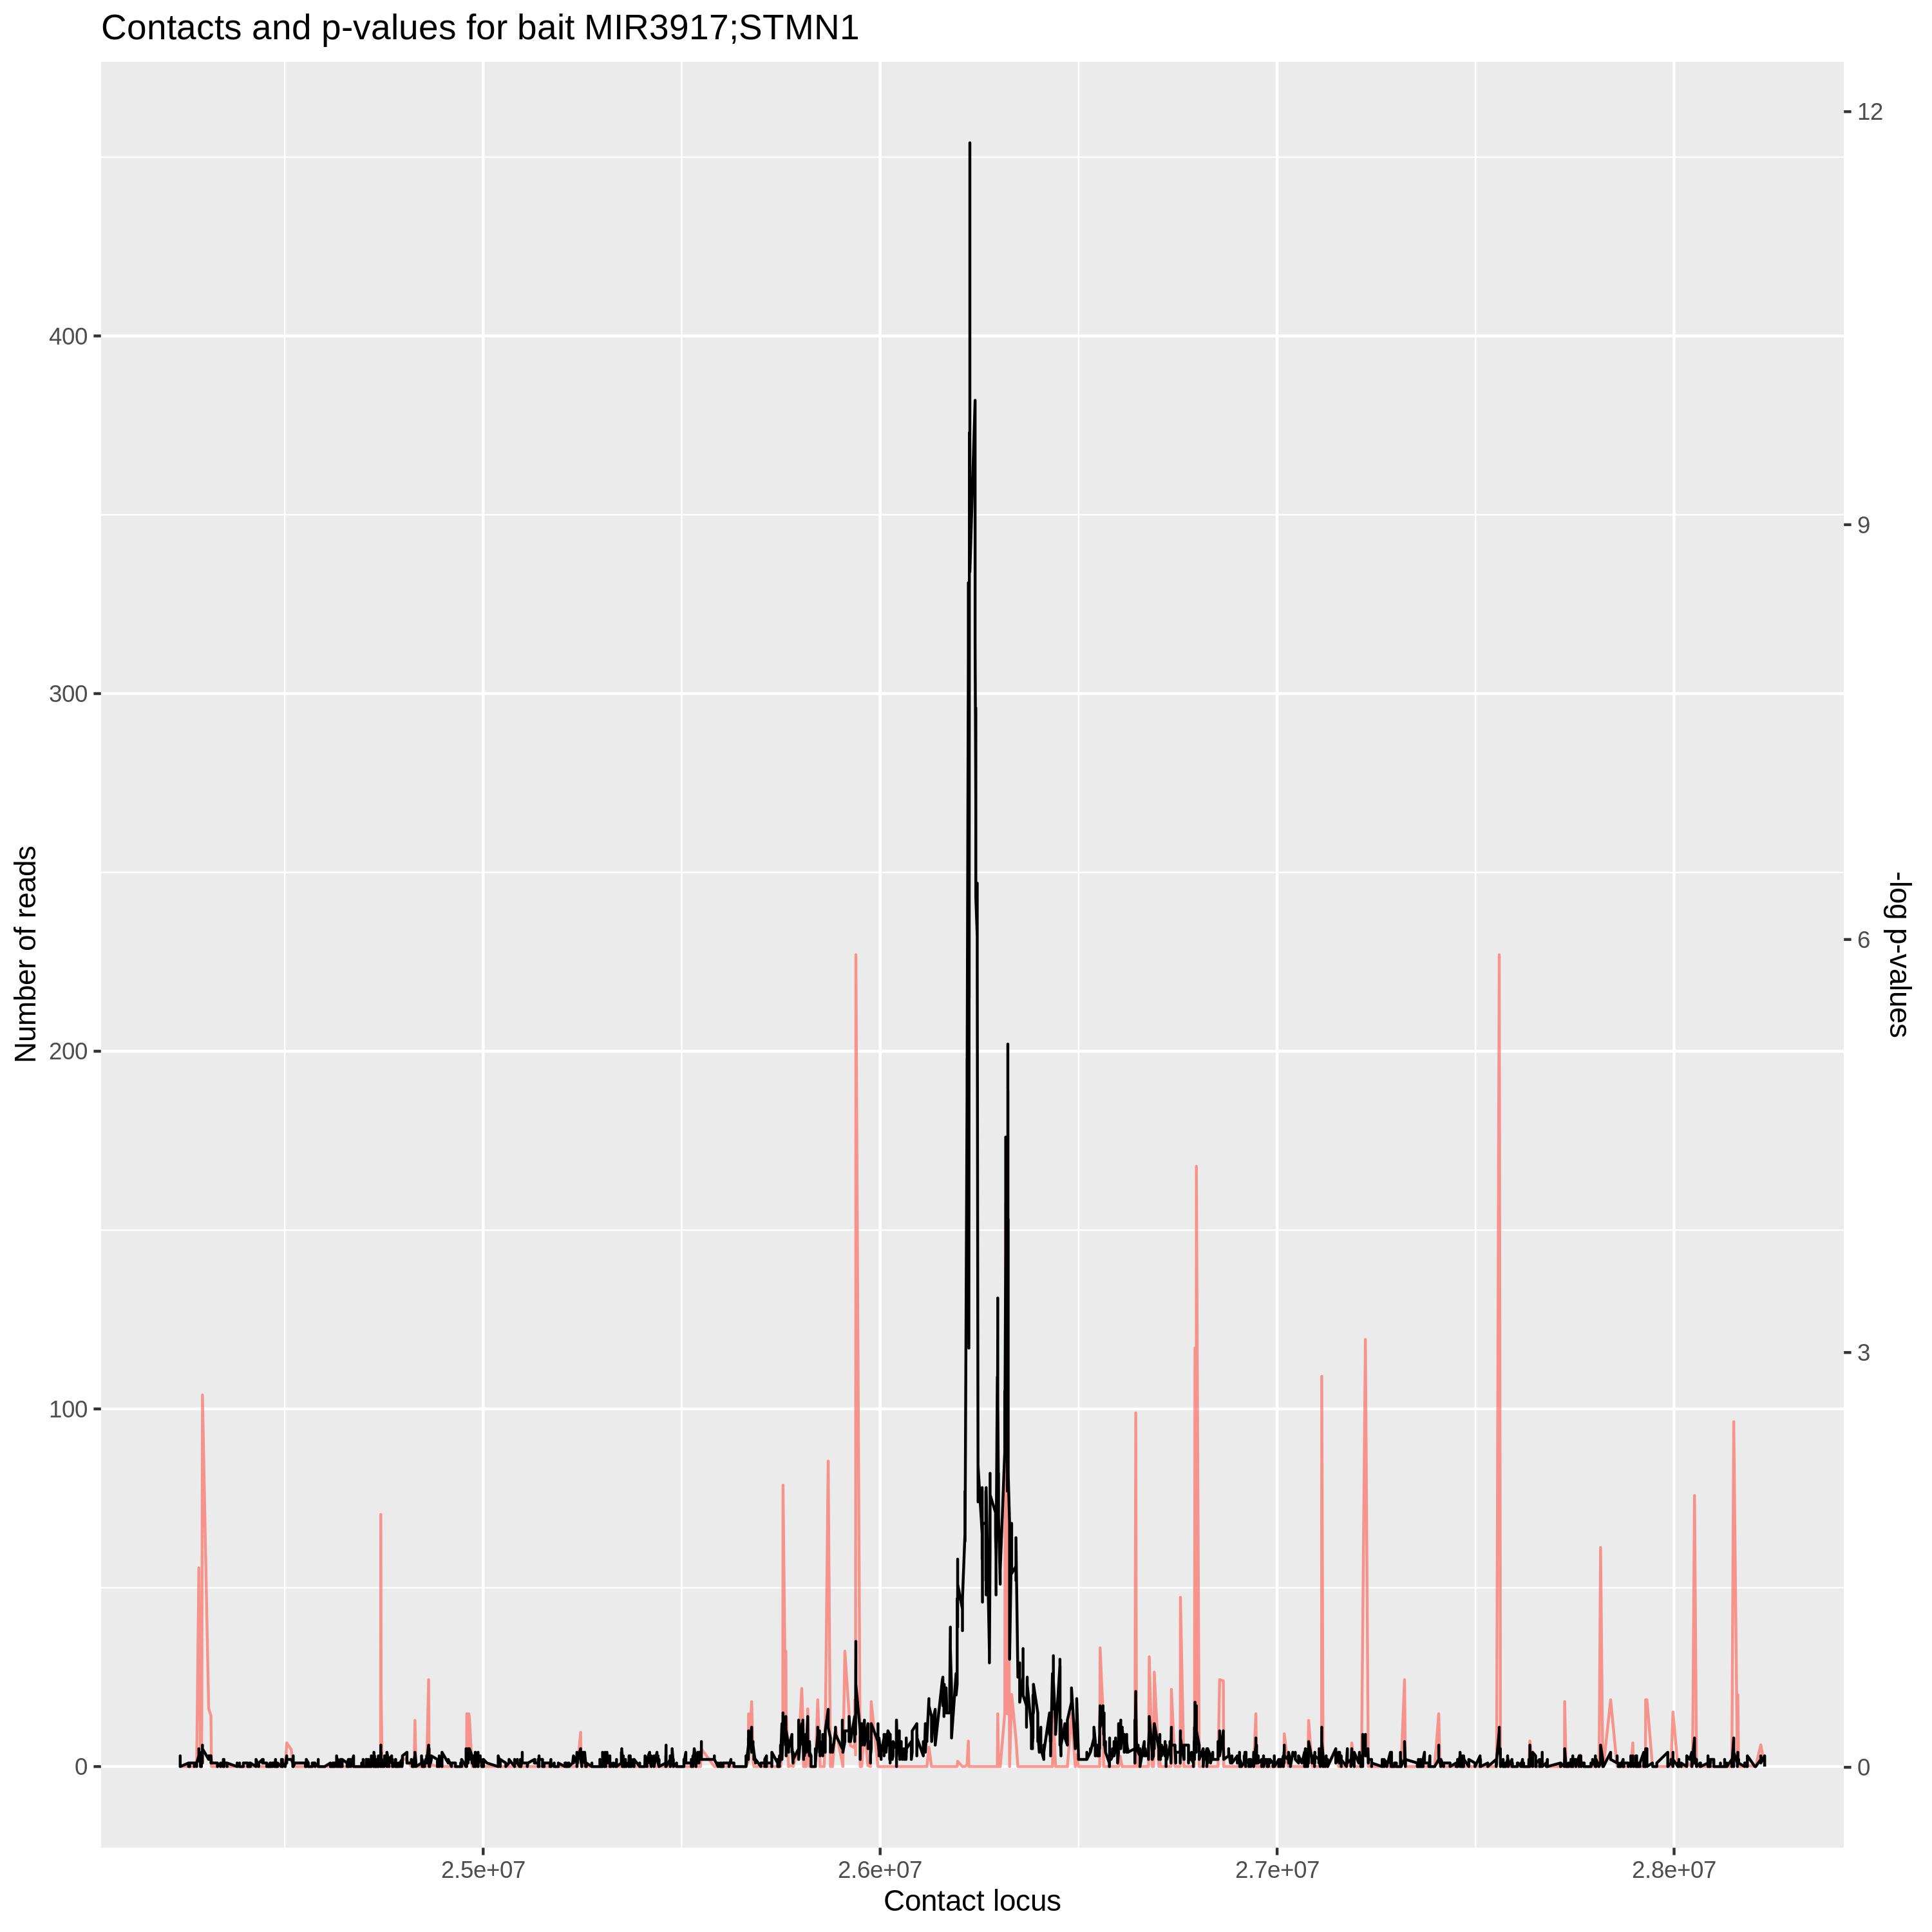 Contacts and p-values for bait MIR3917;STMN1
12
400
9
300
Number of reads
-log p-values
6
200
3
100
0
0
2.5e+07
2.6e+07
2.7e+07
2.8e+07
Contact locus